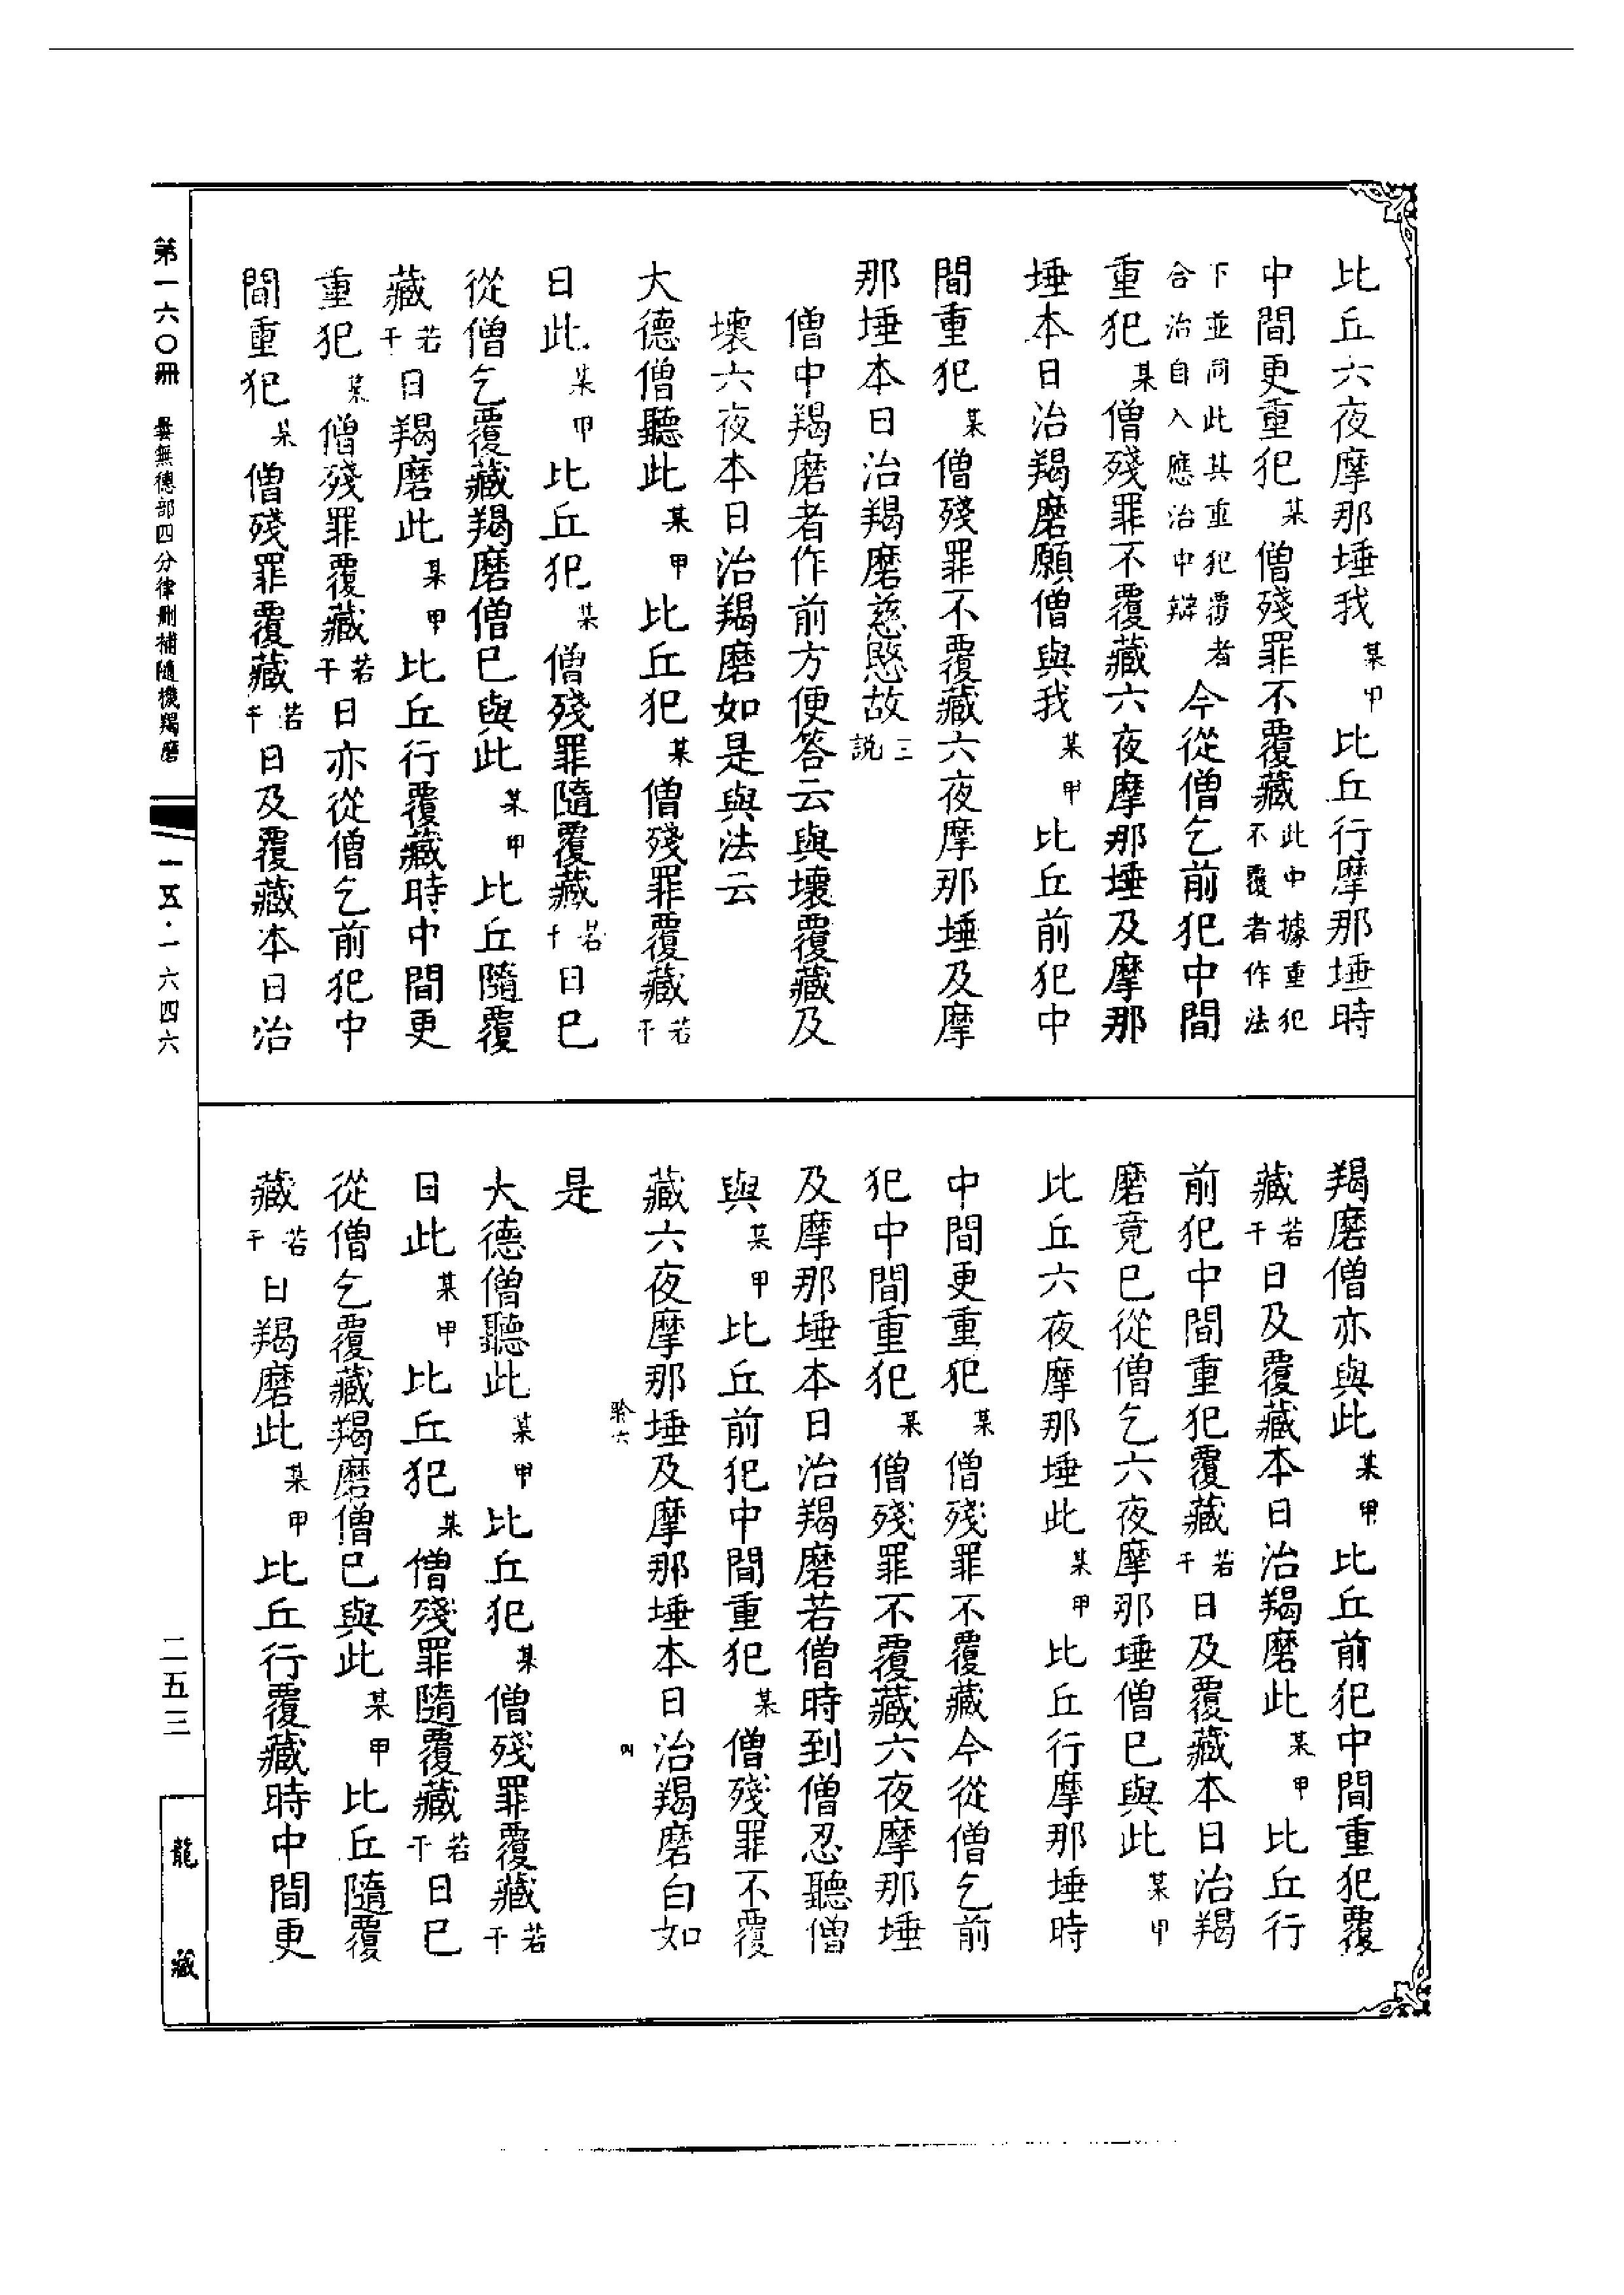 比丘六夜摩那埵我某甲比丘行摩那埵時
中間更重犯某僧殘罪不覆藏此中據重犯不覆者作法
下並同此其重犯覆者合治自入應治中辯今從僧乞前犯中間
重犯某僧殘罪不覆藏六夜摩那埵及摩那
埵本日治羯磨願僧與我某甲比丘前犯中
間重犯某僧殘罪不覆藏六夜摩那埵及摩
那埵本日治羯磨慈愍故三說
僧中羯磨者作前方便答云與壞覆藏及
壞六夜本日治羯磨如是與法云
大德僧聽此某甲比丘犯某僧殘罪覆藏若干
日此某甲比丘犯某僧殘罪隨覆藏若干日巳
從僧乞覆藏羯磨僧巳與此某甲比丘隨覆
藏若干日羯磨此某甲比丘行覆藏時中間更
重犯某僧殘罪覆藏若干日亦從僧乞前犯中
間重犯某僧殘罪覆藏若干日及覆藏本日治
羯磨僧亦與此某甲比丘前犯中間重犯覆
藏若干日及覆藏本日治羯磨此某甲比丘行
前犯中間重犯覆藏若干日及覆藏本日治羯
磨竟巳從僧乞六夜摩那埵僧巳與此某甲
比丘六夜摩那埵此某甲比丘行摩那埵時
中間更重犯某僧殘罪不覆藏今從僧乞前
犯中間重犯某僧殘罪不覆藏六夜摩那埵
及摩那埵本日治羯磨若僧時到僧忍聽僧
與某甲比丘前犯中間重犯某僧殘罪不覆
藏六夜摩那埵及摩那埵本日治羯磨白如
是
大德僧聽此某甲比丘犯某僧殘罪覆藏若干
日此某甲比丘犯某僧殘罪隨覆藏若干日巳
從僧乞覆藏羯磨僧巳與此某甲比丘隨覆
藏若干日羯磨此某甲比丘行覆藏時中間更
第一六〇冊 曇無德部四分律刪補隨機羯磨
一五·一六四六
二五三
龍藏